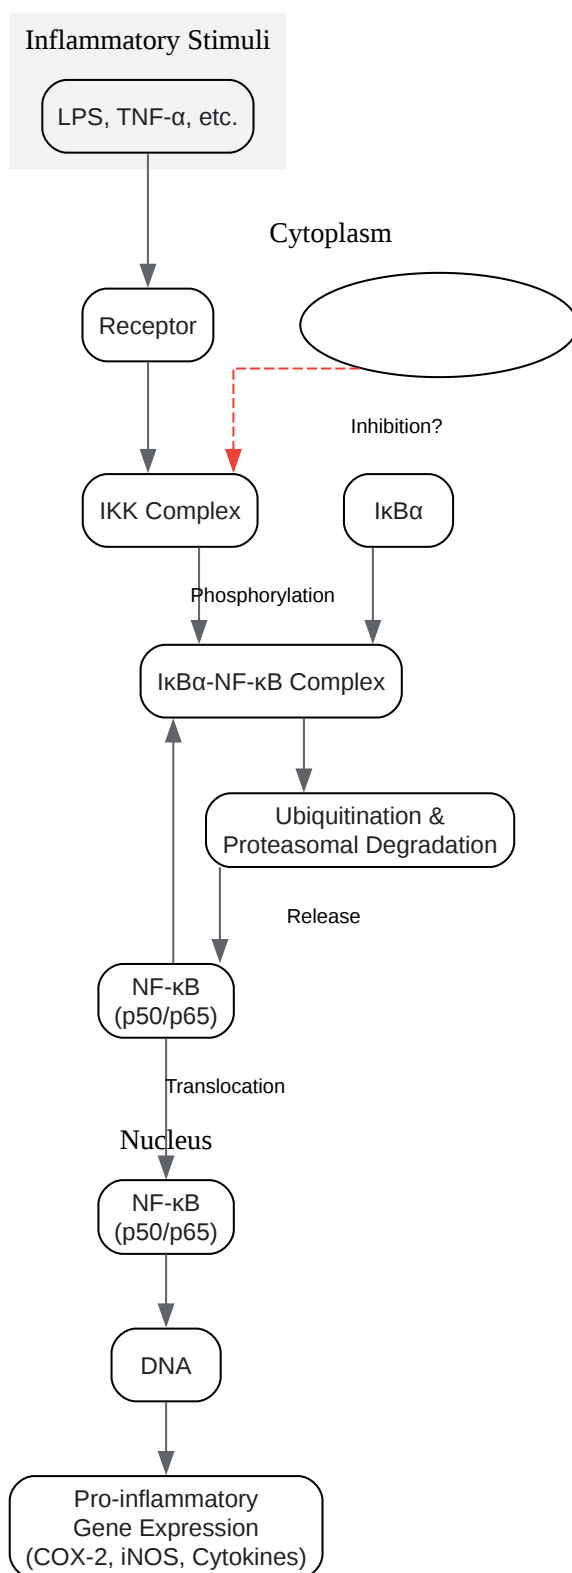 Inflammatory Stimuli
LPS, TNF-α, etc.
Cytoplasm
Receptor
Inhibition?
IKK Complex
IκBα
Phosphorylation
IκBα-NF-κB Complex
Ubiquitination &
Proteasomal Degradation
Release
NF-κB
(p50/p65)
Translocation
Nucleus
NF-κB
(p50/p65)
DNA
Pro-inflammatory
Gene Expression
(COX-2, iNOS, Cytokines)